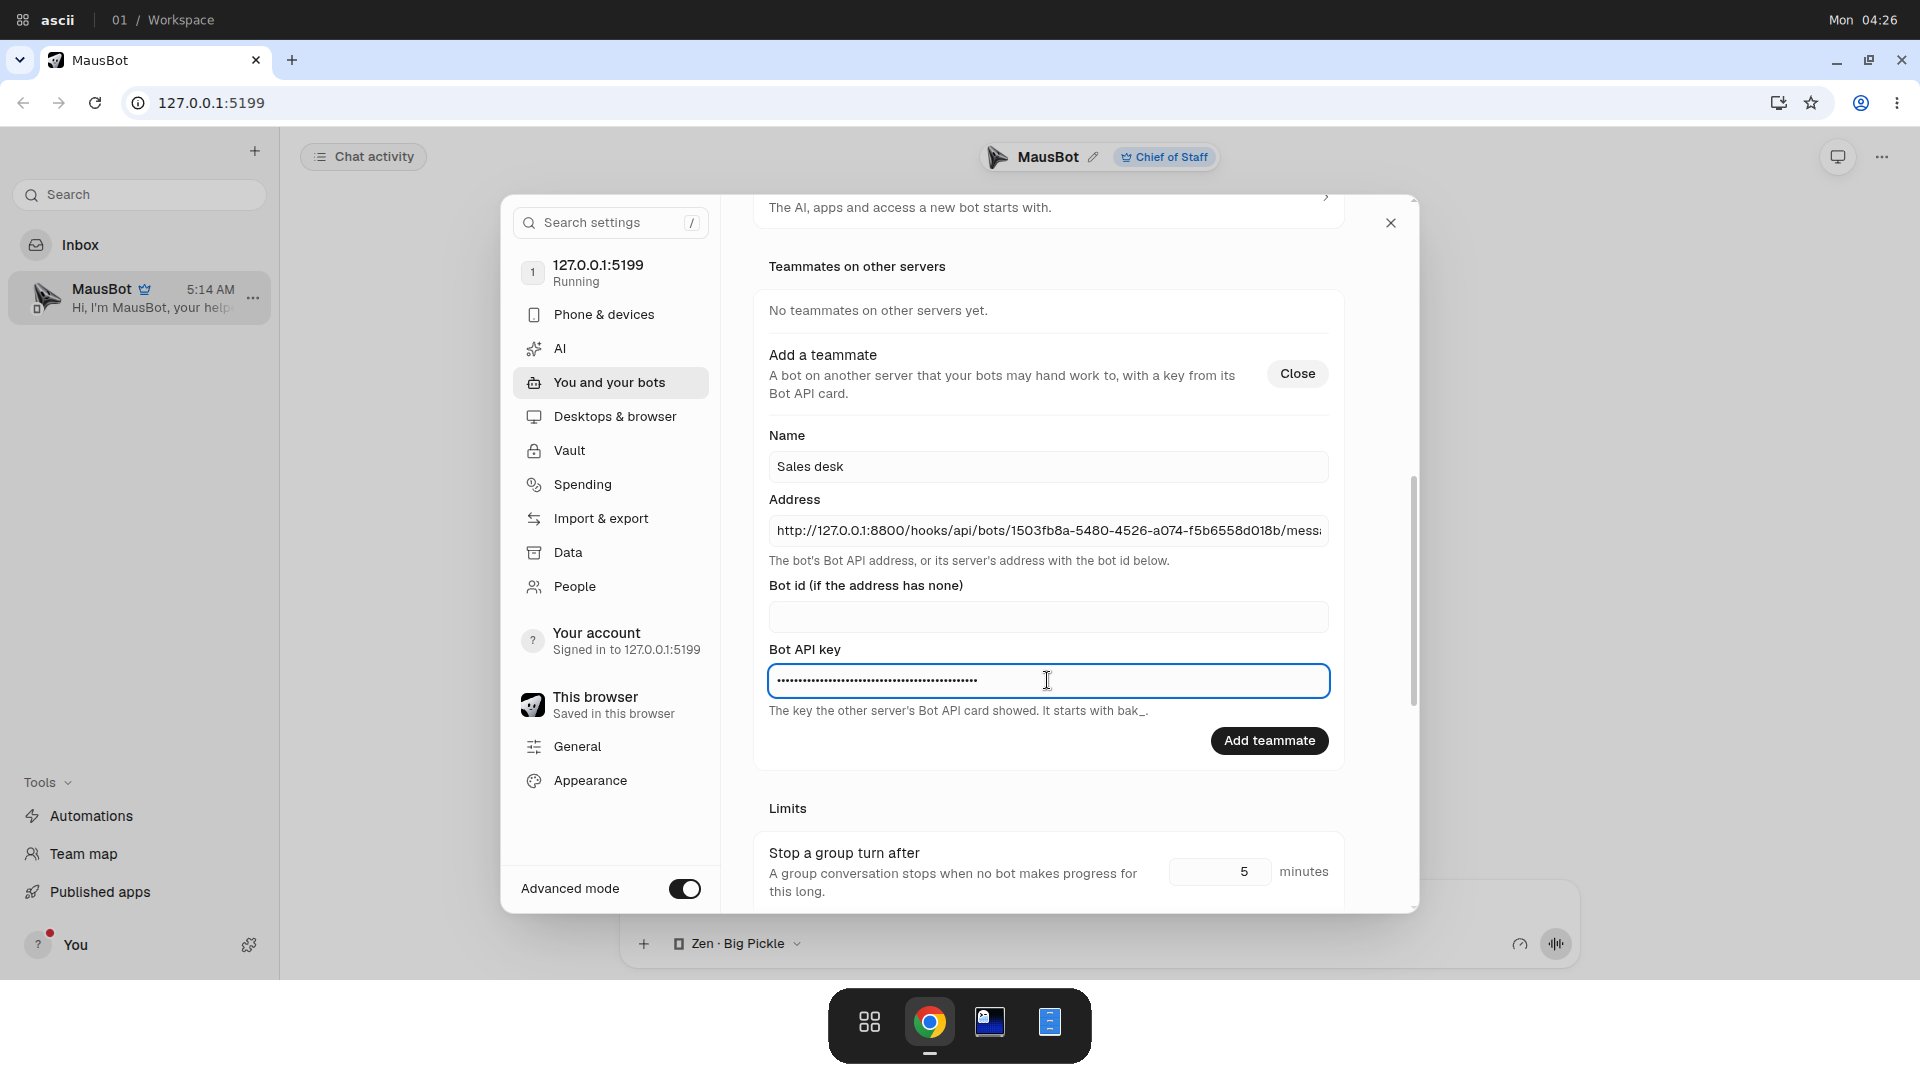 ascii
01 / Workspace
Mon 04:26
MausBot
127.0.0.1:5199
Search
Inbox
MausBot
5:14 AM
Hi, I'm MausBot, your help
Tools
Automations
Team map
Published apps
? You
Chat activity
MausBot
Chief of Staff
Search settings /
1
127.0.0.1:5199
Running
Phone & devices
AI
You and your bots
Desktops & browser
Vault
Spending
Import & export
Data
People
?
Your account
Signed in to 127.0.0.1:5199
This browser
Saved in this browser
General
Appearance
Advanced mode
The AI, apps and access a new bot starts with.
Teammates on other servers
No teammates on other servers yet.
Add a teammate
A bot on another server that your bots may hand work to, with a key from its
Bot API card.
Close
Name
Sales desk
Address
http://127.0.0.1:8800/hooks/api/bots/1503fb8a-5480-4526-a074-f5b6558d018b/messa
The bot's Bot API address, or its server's address with the bot id below.
Bot id (if the address has none)
Bot API key
The key the other server's Bot API card showed. It starts with bak_.
Add teammate
Limits
Stop a group turn after
A group conversation stops when no bot makes progress for
this long.
5 minutes
Zen · Big Pickle